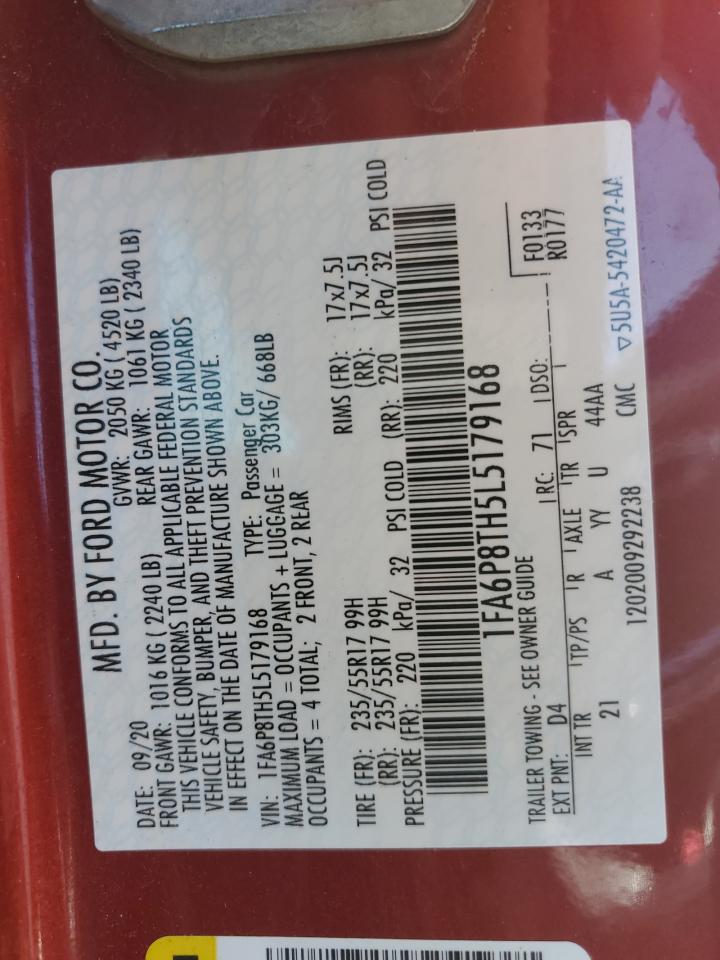 MFD. BY FORD MOTOR CO.
DATE: 09/20 GVWR: 2050 KG ( 4520 LB)
FRONT GAWR: 1016 KG ( 2240 LB) REAR GAWR: 1061 KG ( 2340 LB)
THIS VEHICLE CONFORMS TO ALL APPLICABLE FEDERAL MOTOR
VEHICLE SAFETY, BUMPER, AND THEFT PREVENTION STANDARDS
IN EFFECT ON THE DATE OF MANUFACTURE SHOWN ABOVE.
VIN: 1FA6P8TH5L5179168 TYPE: Passenger Car
MAXIMUM LOAD = OCCUPANTS + LUGGAGE = 303KG/ 668LB
OCCUPANTS = 4 TOTAL; 2 FRONT, 2 REAR
TIRE (FR): 235/55R17 99H RIMS (FR): 17x7.5J
(RR): 235/55R17 99H (RR): 17x7.5J
PRESSURE (FR): 220 kPa/ 32 PSI COLD (RR): 220 kPa/ 32 PSI COLD
1FA6P8TH5L5179168
TRAILER TOWING - SEE OWNER GUIDE F0133
EXT PNT: D4 RC: 71 DSO: R0177
INT TR TP/PS R AXLE TR SPR
21 A YY U 44AA
1202009292238 CMC ▽5U5A-5420472-AA